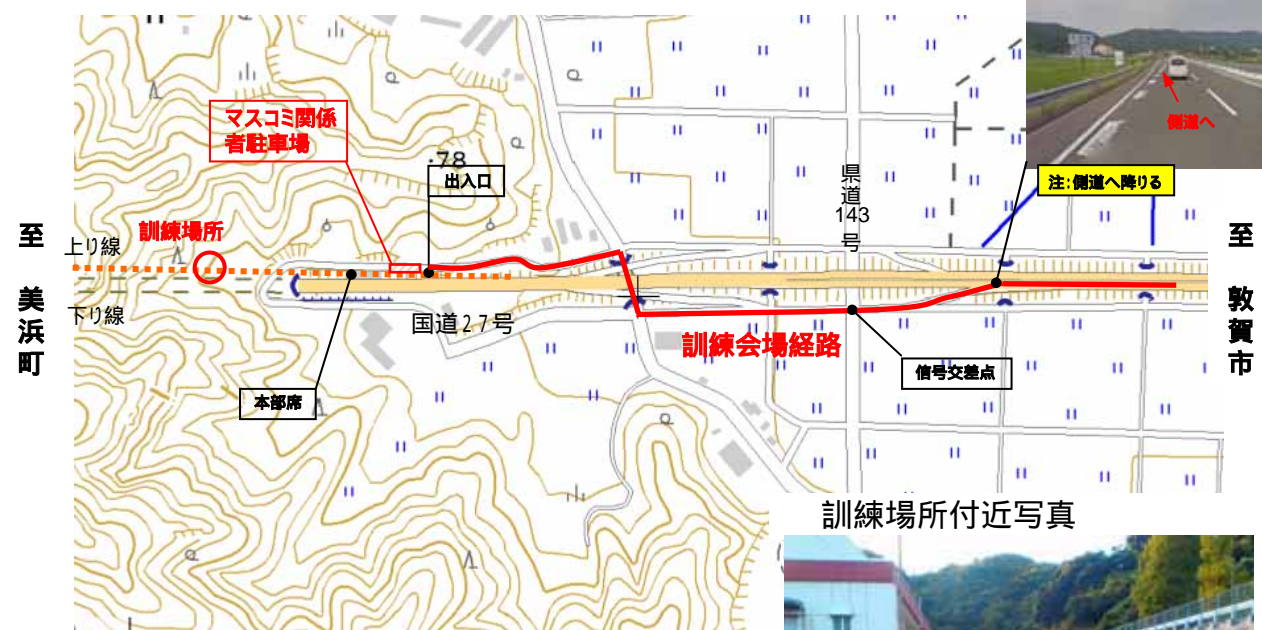 側道へ
マスコミ関係
者駐車場
・78
出入口
県道
143
号
注：側道へ降りる
至 美浜町
上り線
訓練場所
至 敦賀市
下り線
国道27号
訓練会場経路
信号交差点
本部席
訓練場所付近写真